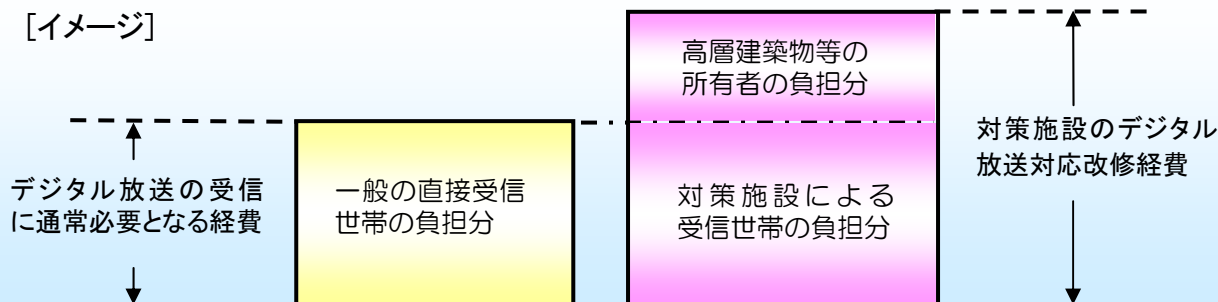 [イメージ]
高層建築物等の
所有者の負担分
対策施設のデジタル
放送対応改修経費
デジタル放送の受信
に通常必要となる経費
一般の直接受信
世帯の負担分
対策施設による
受信世帯の負担分